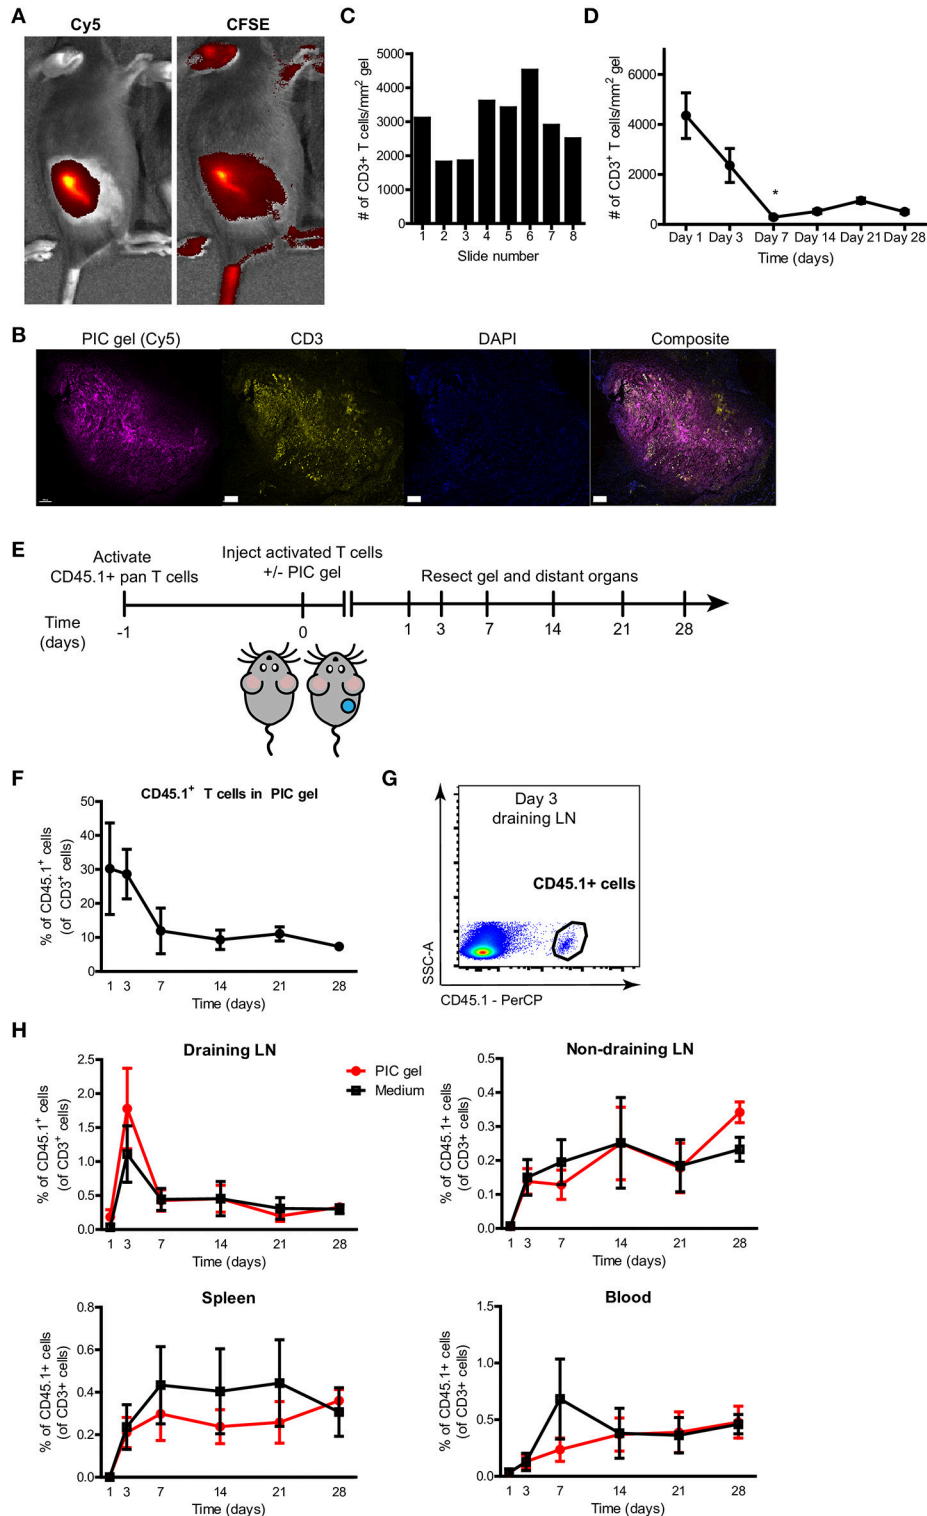 A
Cy5
CFSE
C
# of CD3+ T cells/mm² gel
5000
4000
3000
2000
1000
0
1 2 3 4 5 6 7 8
Slide number
D
# of CD3⁺ T cells/mm² gel
6000
4000
2000
0
*
Day 1 Day 3 Day 7 Day 14 Day 21 Day 28
Time (days)
B
PIC gel (Cy5)
CD3
DAPI
Composite
E
Activate
CD45.1+ pan T cells
Inject activated T cells
+/- PIC gel
Resect gel and distant organs
Time
(days)
-1 0 1 3 7 14 21 28
F
CD45.1⁺ T cells in PIC gel
% of CD45.1⁺ cells
(of CD3⁺ cells)
50
40
30
20
10
0
1 3 7 14 21 28
Time (days)
G
Day 3
draining LN
CD45.1+ cells
SSC-A
CD45.1 - PerCP
H
Draining LN
% of CD45.1⁺ cells
(of CD3⁺ cells)
2.5
2.0
1.5
1.0
0.5
0.0
1 3 7 14 21 28
Time (days)
PIC gel
Medium
Non-draining LN
% of CD45.1+ cells
(of CD3+ cells)
0.5
0.4
0.3
0.2
0.1
0.0
1 3 7 14 21 28
Time (days)
Spleen
% of CD45.1+ cells
(of CD3+ cells)
0.8
0.6
0.4
0.2
0.0
1 3 7 14 21 28
Time (days)
Blood
% of CD45.1+ cells
(of CD3+ cells)
1.5
1.0
0.5
0.0
1 3 7 14 21 28
Time (days)